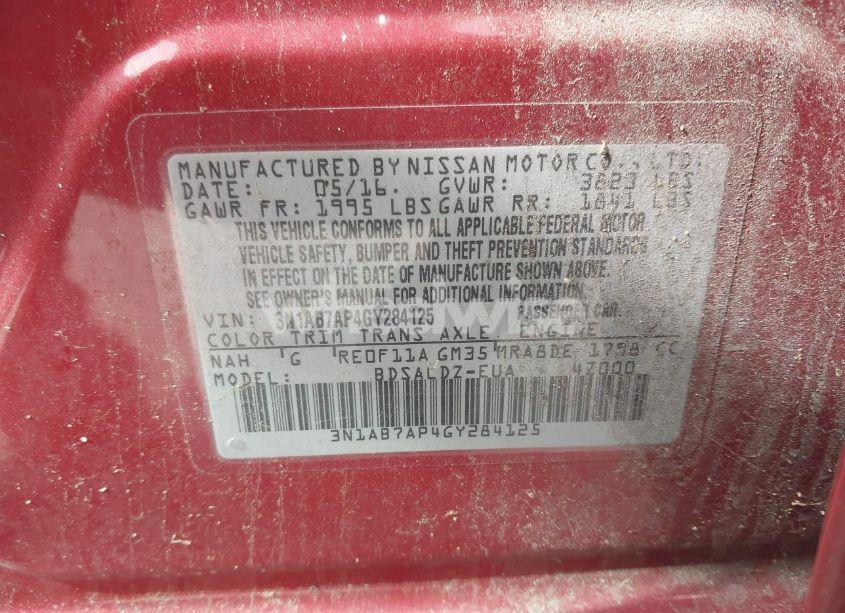 MANUFACTURED BY NISSAN MOTOR CO., LTD.
DATE: 05/16. GVWR: 3823 LBS
GAWR FR: 1995 LBS GAWR RR: 1841 LBS
THIS VEHICLE CONFORMS TO ALL APPLICABLE FEDERAL MOTOR
VEHICLE SAFETY, BUMPER AND THEFT PREVENTION STANDARDS
IN EFFECT ON THE DATE OF MANUFACTURE SHOWN ABOVE.
SEE OWNER'S MANUAL FOR ADDITIONAL INFORMATION.
VIN: 3N1AB7AP4GY284125 PASSENGER CAR
COLOR TRIM TRANS AXLE ENGINE
NAH G RE0F11A GM35 MRA8DE 1798 CC
MODEL: BDSALDZ-EUA 4Z000
3N1AB7AP4GY284125